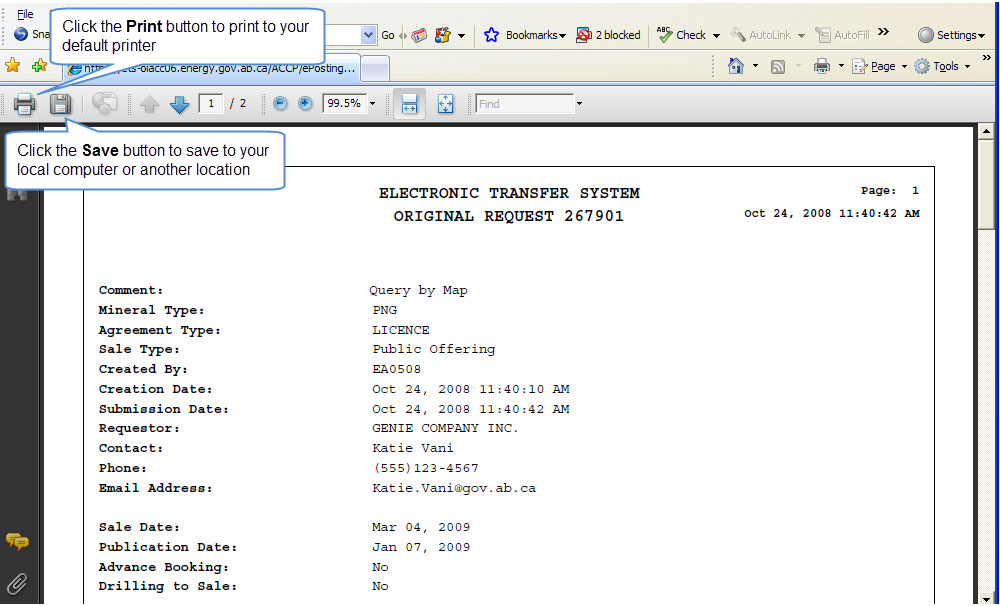 File
Click the Print button to print to your
default printer
Sna
Go
Bookmarks
2 blocked
ABC
Check
AutoLink
AutoFill
»
Settings
energy.gov.ab.ca/ACCP/ePosting...
Page
Tools
»
1 / 2
99.5%
Find
Click the Save button to save to your
local computer or another location
ELECTRONIC TRANSFER SYSTEM
Page: 1
ORIGINAL REQUEST 267901
Oct 24, 2008 11:40:42 AM
Comment: Query by Map
Mineral Type: PNG
Agreement Type: LICENCE
Sale Type: Public Offering
Created By: EA0508
Creation Date: Oct 24, 2008 11:40:10 AM
Submission Date: Oct 24, 2008 11:40:42 AM
Requestor: GENIE COMPANY INC.
Contact: Katie Vani
Phone: (555)123-4567
Email Address: Katie.Vani@gov.ab.ca
Sale Date: Mar 04, 2009
Publication Date: Jan 07, 2009
Advance Booking: No
Drilling to Sale: No